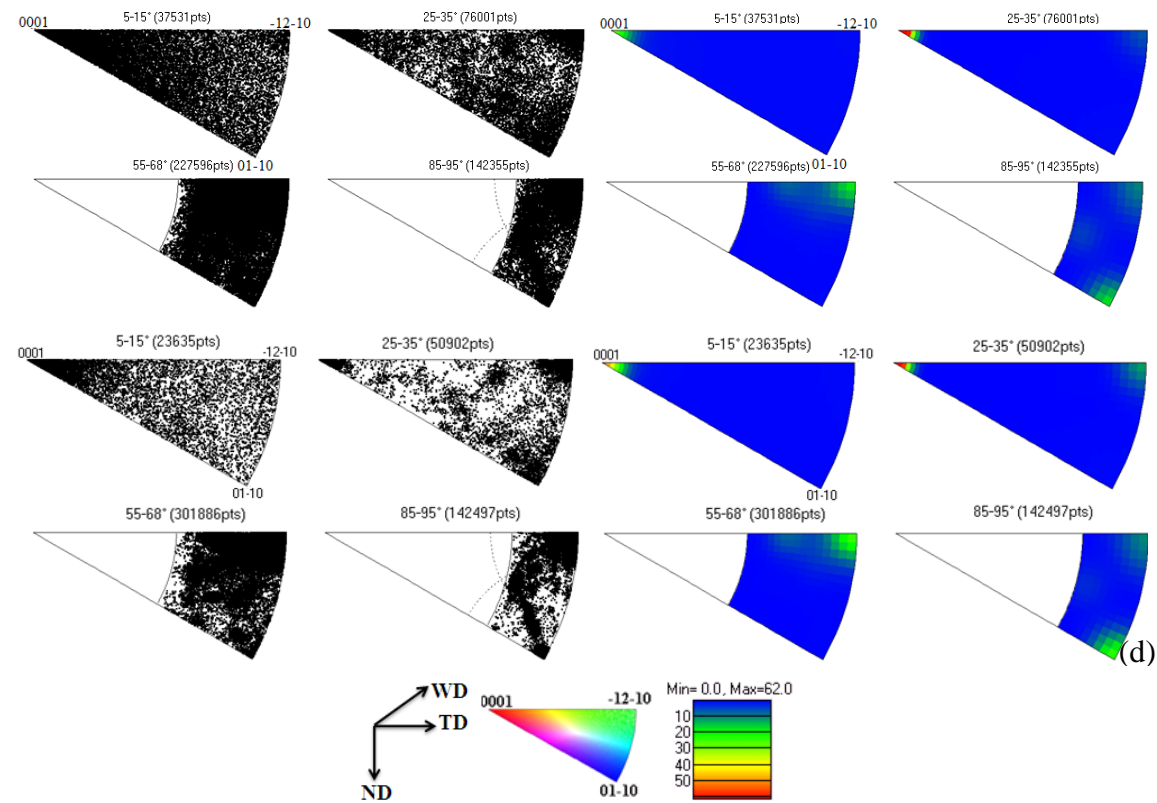 5-15° (37531pts) 25-35° (76001pts) 5-15° (37531pts) 25-35° (76001pts)
0001 -12-10 0001 -12-10
55-68° (227596pts) 01-10 85-95° (142355pts) 55-68° (227596pts) 01-10 85-95° (142355pts)
5-15° (23635pts) 25-35° (50902pts) 5-15° (23635pts) 25-35° (50902pts)
0001 -12-10 0001 -12-10
01-10 01-10
55-68° (301886pts) 85-95° (142497pts) 55-68° (301886pts) 85-95° (142497pts)
(d)
WD
TD
ND
0001 -12-10
01-10
Min= 0.0, Max=62.0
10
20
30
40
50